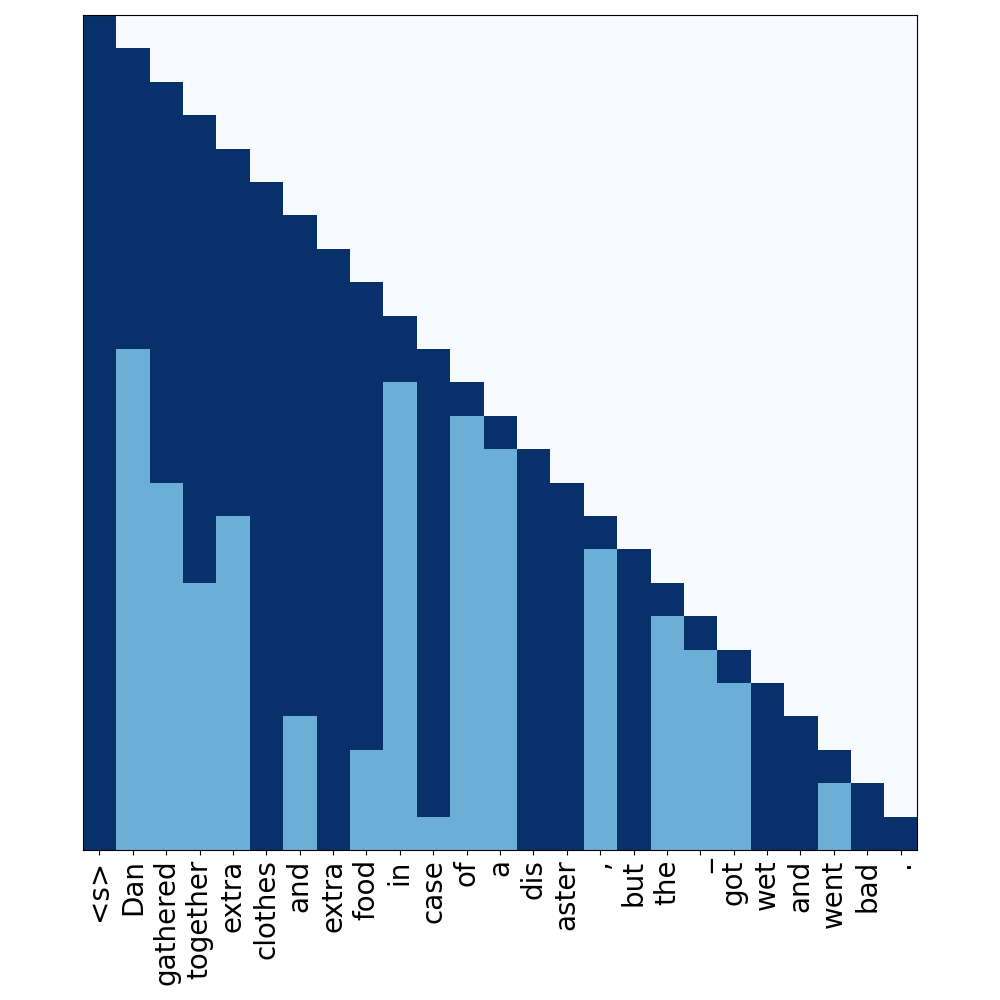 <s>
Dan
gathered
together
extra
clothes
and
extra
food
in
case
of
a
dis
aster
,
but
the
_
got
wet
and
went
bad
.